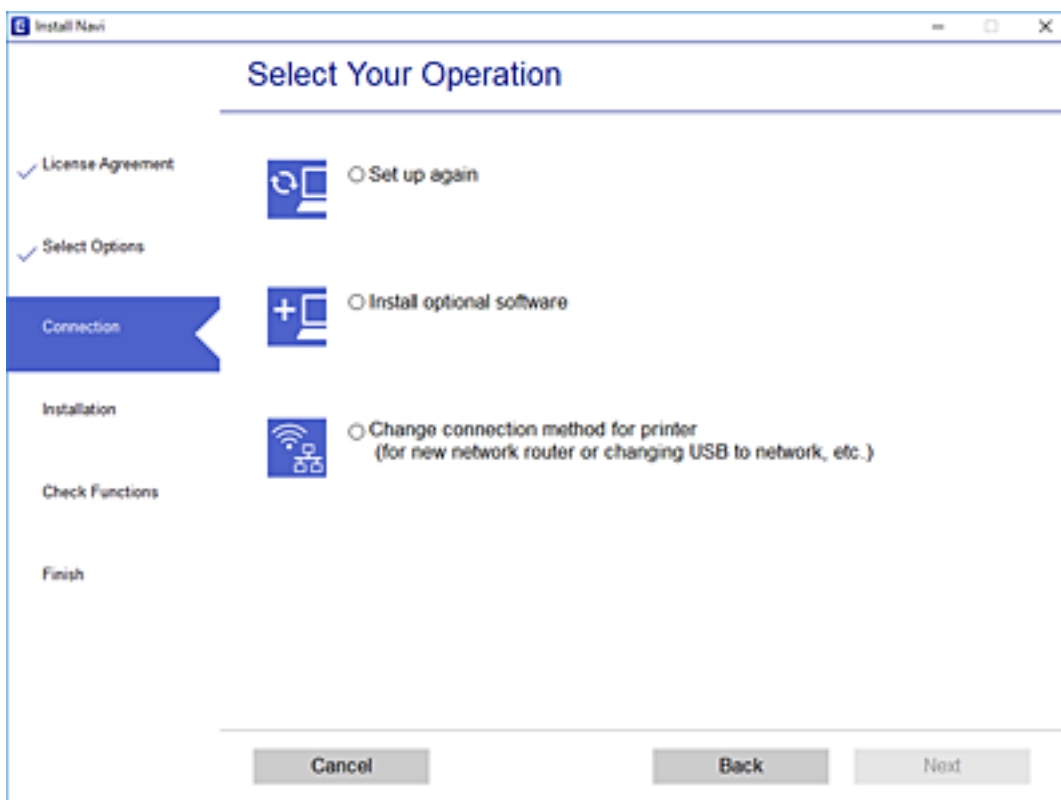 Install Navi
Select Your Operation
License Agreement
Select Options
Connection
Installation
Check Functions
Finish
Set up again
Install optional software
Change connection method for printer
(for new network router or changing USB to network, etc.)
Cancel
Back
Next